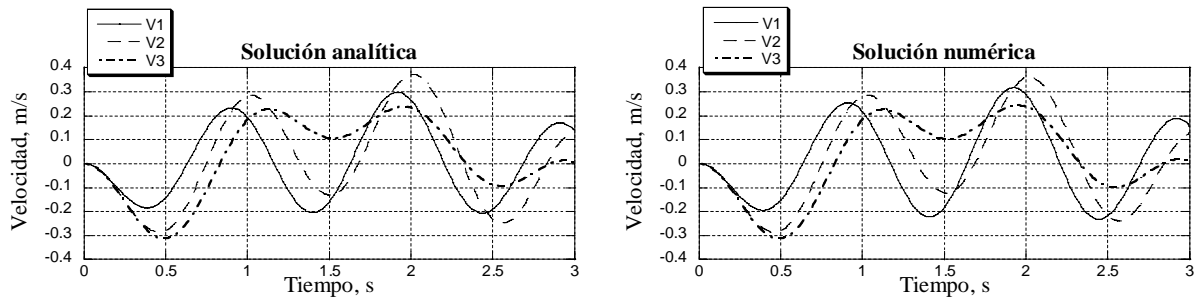 V1
V2
V3
Solución analítica
Velocidad, m/s
0.4
0.3
0.2
0.1
0
-0.1
-0.2
-0.3
-0.4
0 0.5 1 1.5 2 2.5 3
Tiempo, s
V1
V2
V3
Solución numérica
Velocidad, m/s
0.4
0.3
0.2
0.1
0
-0.1
-0.2
-0.3
-0.4
0 0.5 1 1.5 2 2.5 3
Tiempo, s